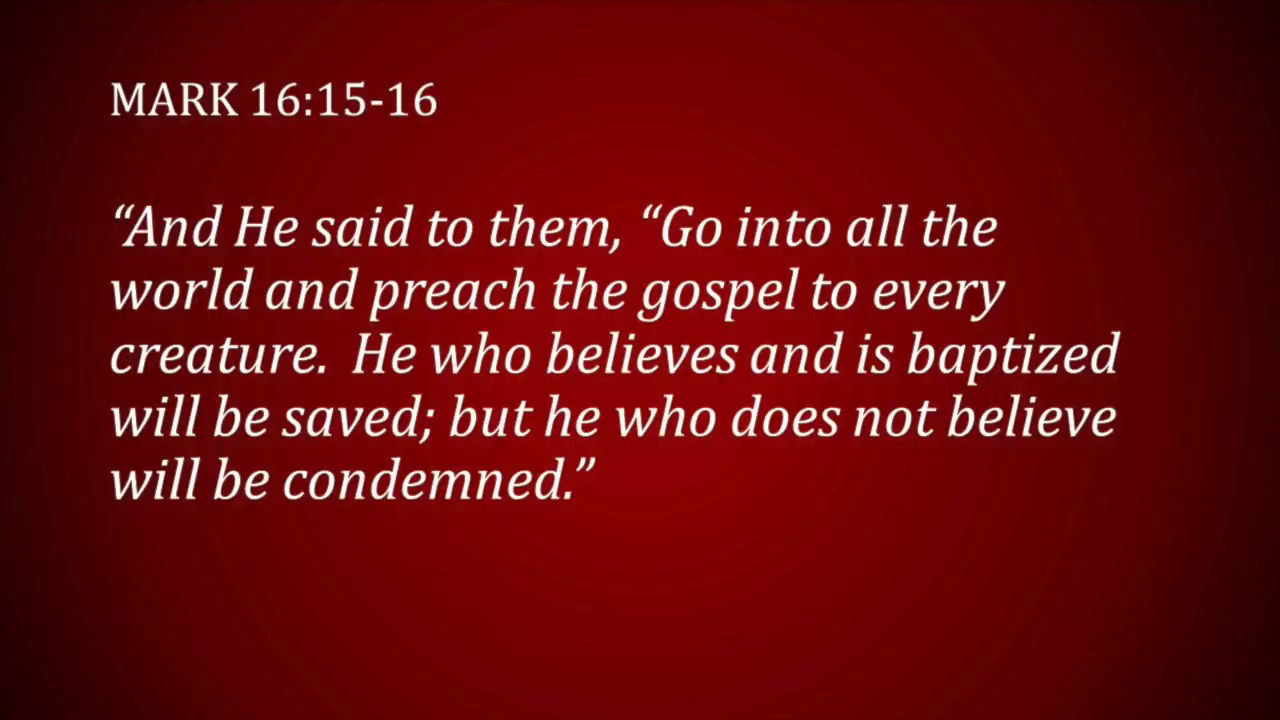 MARK 16:15-16
“And He said to them, “Go into all the
world and preach the gospel to every
creature.  He who believes and is baptized
will be saved; but he who does not believe
will be condemned.”